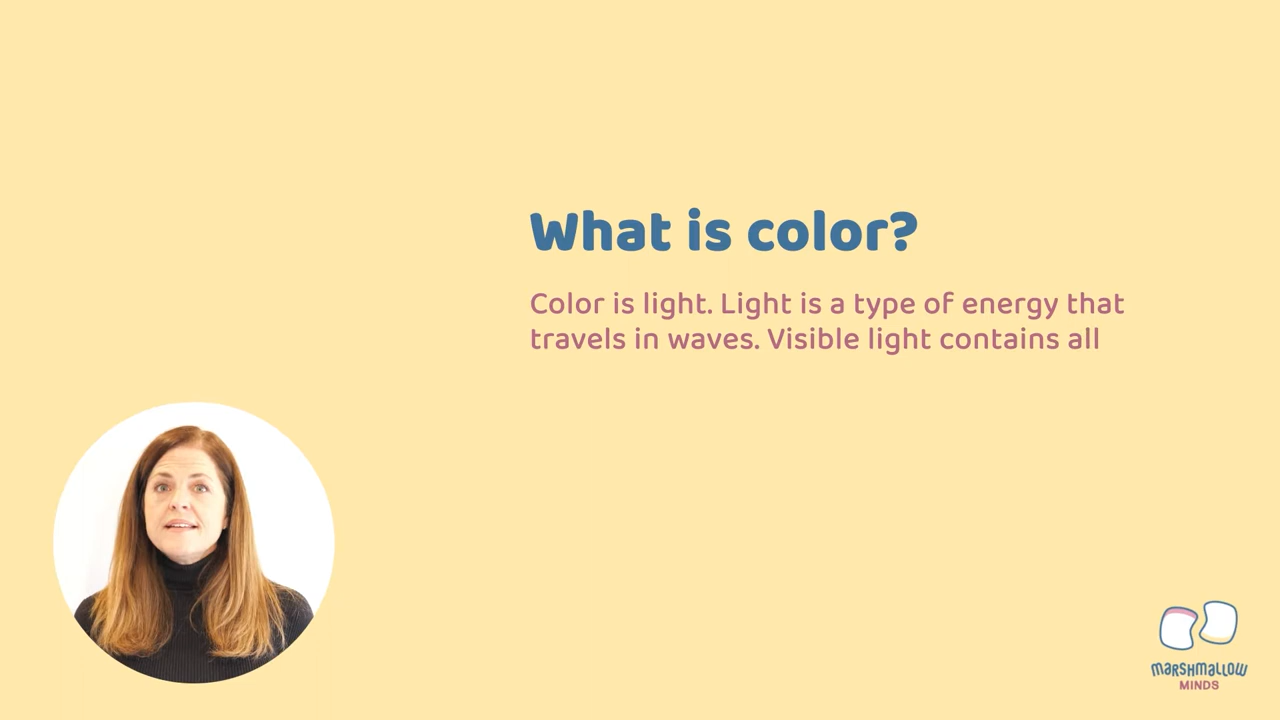 What is color?
Color is light. Light is a type of energy that
travels in waves. Visible light contains all
MARSHMALLOW
MINDS